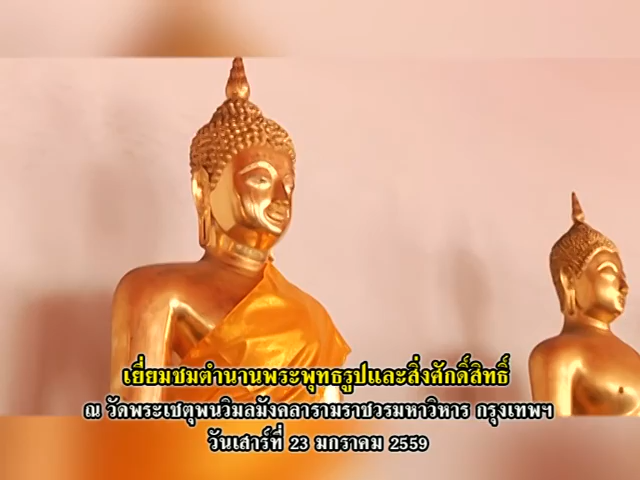 เยี่ยมชมตำนานพระพุทธรูปและสิ่งศักดิ์สิทธิ์
ณ วัดพระเชตุพนวิมลมังคลารามราชวรมหาวิหาร กรุงเทพฯ
วันเสาร์ที่ 23 มกราคม 2559